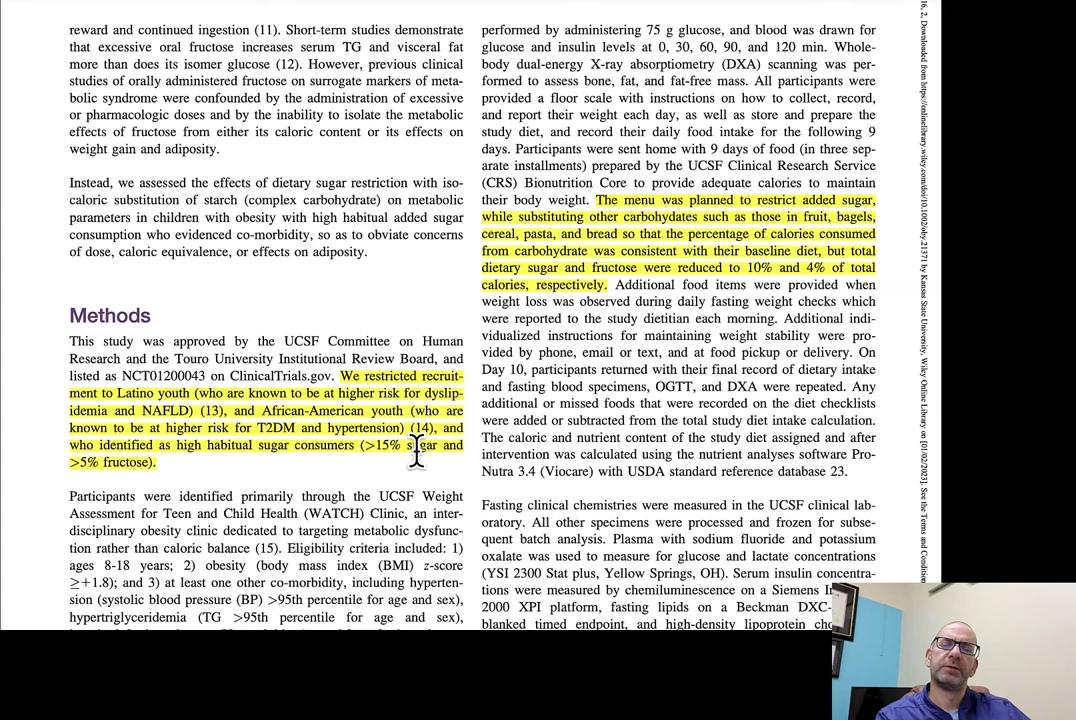 reward and continued ingestion (11). Short-term studies demonstrate
that excessive oral fructose increases serum TG and visceral fat
more than does its isomer glucose (12). However, previous clinical
studies of orally administered fructose on surrogate markers of meta-
bolic syndrome were confounded by the administration of excessive
or pharmacologic doses and by the inability to isolate the metabolic
effects of fructose from either its caloric content or its effects on
weight gain and adiposity.
Instead, we assessed the effects of dietary sugar restriction with iso-
caloric substitution of starch (complex carbohydrate) on metabolic
parameters in children with obesity with high habitual added sugar
consumption who evidenced co-morbidity, so as to obviate concerns
of dose, caloric equivalence, or effects on adiposity.
Methods
This study was approved by the UCSF Committee on Human
Research and the Touro University Institutional Review Board, and
listed as NCT01200043 on ClinicalTrials.gov. We restricted recruit-
ment to Latino youth (who are known to be at higher risk for dyslip-
idemia and NAFLD) (13), and African-American youth (who are
known to be at higher risk for T2DM and hypertension) (14), and
who identified as high habitual sugar consumers (>15% sugar and
>5% fructose).
Participants were identified primarily through the UCSF Weight
Assessment for Teen and Child Health (WATCH) Clinic, an inter-
disciplinary obesity clinic dedicated to targeting metabolic dysfunc-
tion rather than caloric balance (15). Eligibility criteria included: 1)
ages 8-18 years; 2) obesity (body mass index (BMI) z-score
≥+1.8); and 3) at least one other co-morbidity, including hyperten-
sion (systolic blood pressure (BP) >95th percentile for age and sex),
hypertriglyceridemia (TG >95th percentile for age and sex),
performed by administering 75 g glucose, and blood was drawn for
glucose and insulin levels at 0, 30, 60, 90, and 120 min. Whole-
body dual-energy X-ray absorptiometry (DXA) scanning was per-
formed to assess bone, fat, and fat-free mass. All participants were
provided a floor scale with instructions on how to collect, record,
and report their weight each day, as well as store and prepare the
study diet, and record their daily food intake for the following 9
days. Participants were sent home with 9 days of food (in three sep-
arate installments) prepared by the UCSF Clinical Research Service
(CRS) Bionutrition Core to provide adequate calories to maintain
their body weight. The menu was planned to restrict added sugar,
while substituting other carbohydates such as those in fruit, bagels,
cereal, pasta, and bread so that the percentage of calories consumed
from carbohydrate was consistent with their baseline diet, but total
dietary sugar and fructose were reduced to 10% and 4% of total
calories, respectively. Additional food items were provided when
weight loss was observed during daily fasting weight checks which
were reported to the study dietitian each morning. Additional indi-
vidualized instructions for maintaining weight stability were pro-
vided by phone, email or text, and at food pickup or delivery. On
Day 10, participants returned with their final record of dietary intake
and fasting blood specimens, OGTT, and DXA were repeated. Any
additional or missed foods that were recorded on the diet checklists
were added or subtracted from the total study diet intake calculation.
The caloric and nutrient content of the study diet assigned and after
intervention was calculated using the nutrient analyses software Pro-
Nutra 3.4 (Viocare) with USDA standard reference database 23.
Fasting clinical chemistries were measured in the UCSF clinical lab-
oratory. All other specimens were processed and frozen for subse-
quent batch analysis. Plasma with sodium fluoride and potassium
oxalate was used to measure for glucose and lactate concentrations
(YSI 2300 Stat plus, Yellow Springs, OH). Serum insulin concentra-
tions were measured by chemiluminescence on a Siemens
2000 XPI platform, fasting lipids on a Beckman DXC-
blanked timed endpoint, and high-density lipoprotein
16, 2, Downloaded from https://onlinelibrary.wiley.com/doi/10.1002/oby.21371 by Kansas State University, Wiley Online Library on [01/02/2023]. See the Terms and